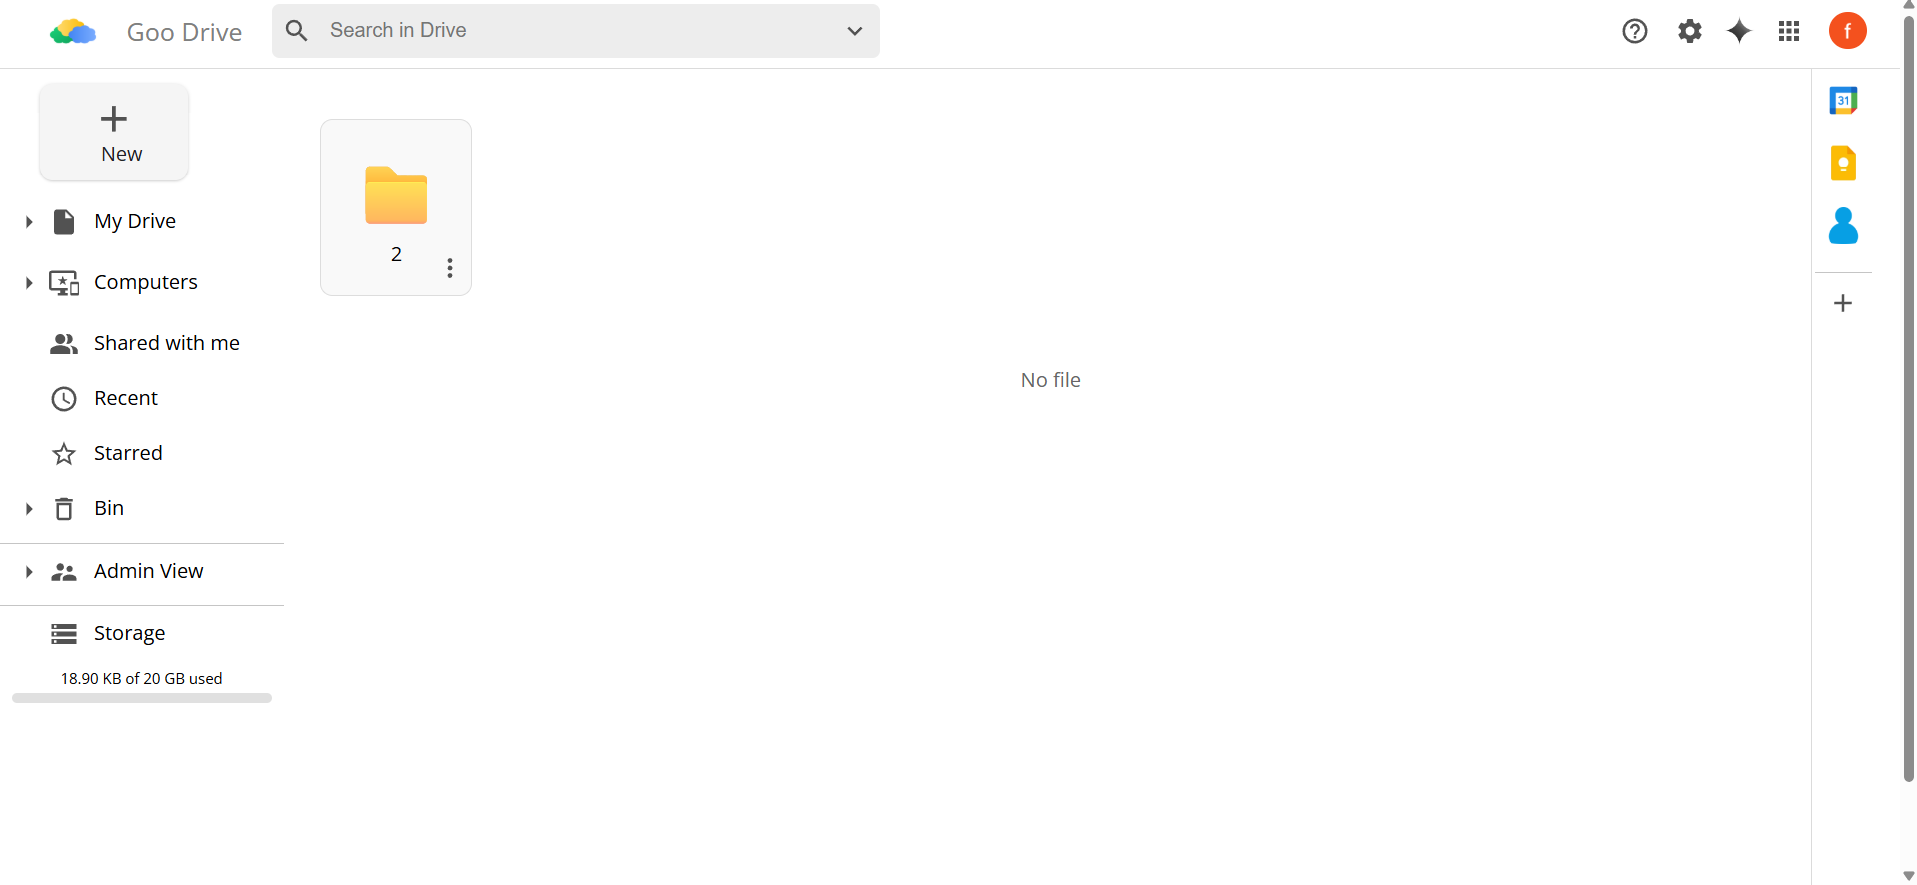 Goo Drive
Search in Drive
f
New
My Drive
Computers
Shared with me
Recent
Starred
Bin
Admin View
Storage
18.90 KB of 20 GB used
2
No file
31